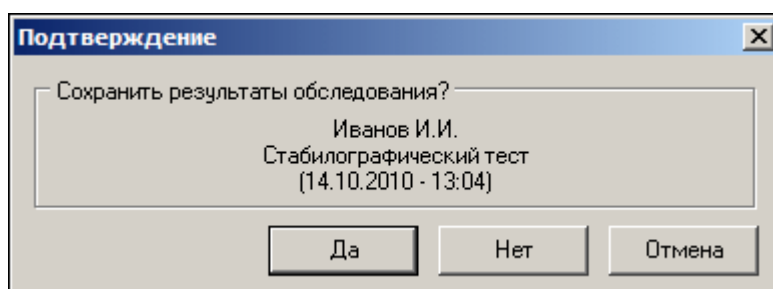 Подтверждение
Сохранить результаты обследования?
Иванов И.И.
Стабилографический тест
(14.10.2010 - 13:04)
Да Нет Отмена